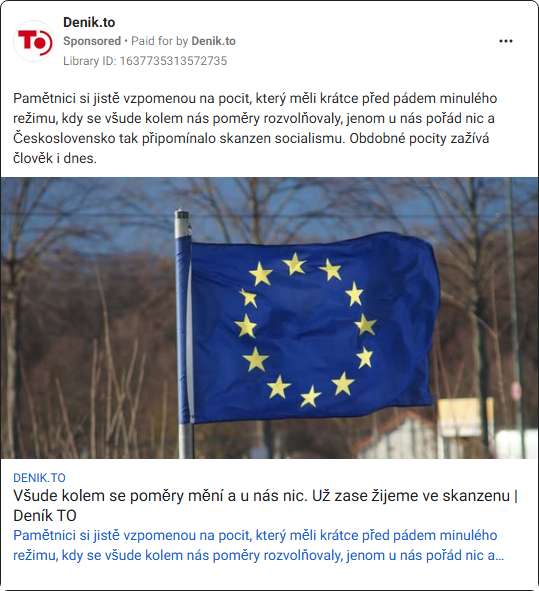 Denik.to
Sponsored • Paid for by Denik.to
Library ID: 1637735313572735
TO
Pamětnici si jistě vzpomenou na pocit, který měli krátce před pádem minulého
režimu, kdy se všude kolem nás poměry rozvolňovaly, jenom u nás pořád nic a
Československo tak připomínalo skanzen socialismu. Obdobné pocity zažívá
člověk i dnes.
DENIK.TO
Všude kolem se poměry mění a u nás nic. Už zase žijeme ve skanzenu |
Deník TO
Pamětnici si jistě vzpomenou na pocit, který měli krátce před pádem minulého
režimu, kdy se všude kolem nás poměry rozvolňovaly, jenom u nás pořád nic a…